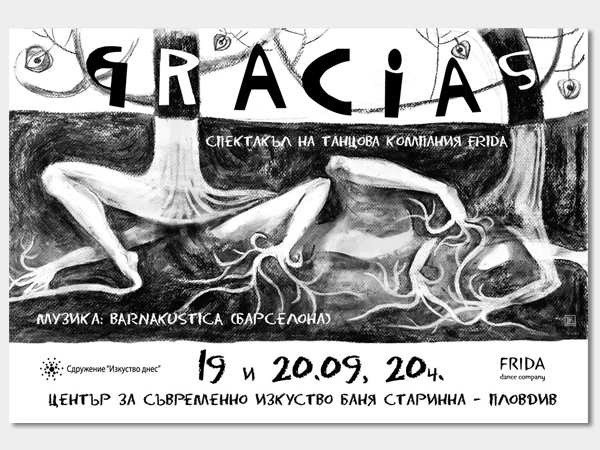 GRACIAS
СПЕКТАКЪЛ НА ТАНЦОВА КОМПАНИЯ FRIDA
МУЗИКА: BARNAKUSTICA (БАРСЕЛОНА)
Сдружение "Изкуство днес"
19 и 20.09, 20ч.
FRIDA
dance company
ЦЕНТЪР ЗА СЪВРЕМЕННО ИЗКУСТВО БАНЯ СТАРИННА - ПЛОВДИВ